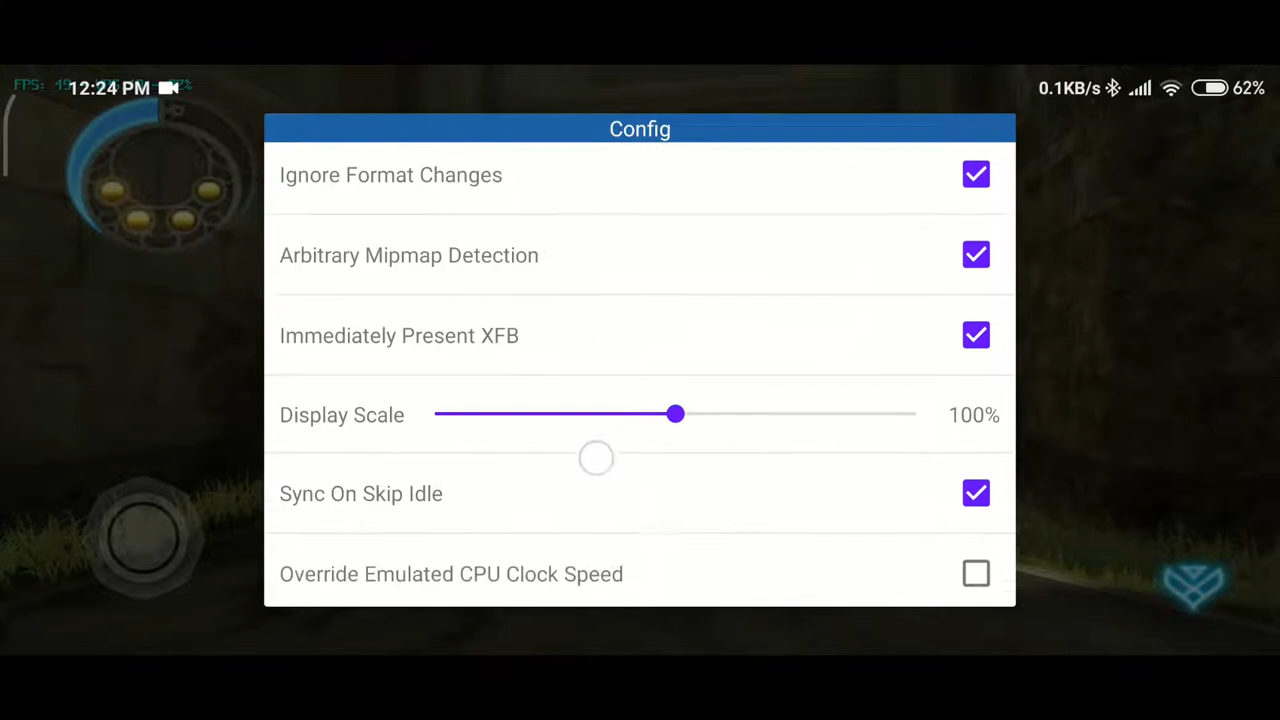 FPS:
12:24 PM
0.1KB/s
62%
Config
Ignore Format Changes
Arbitrary Mipmap Detection
Immediately Present XFB
Display Scale 100%
Sync On Skip Idle
Override Emulated CPU Clock Speed